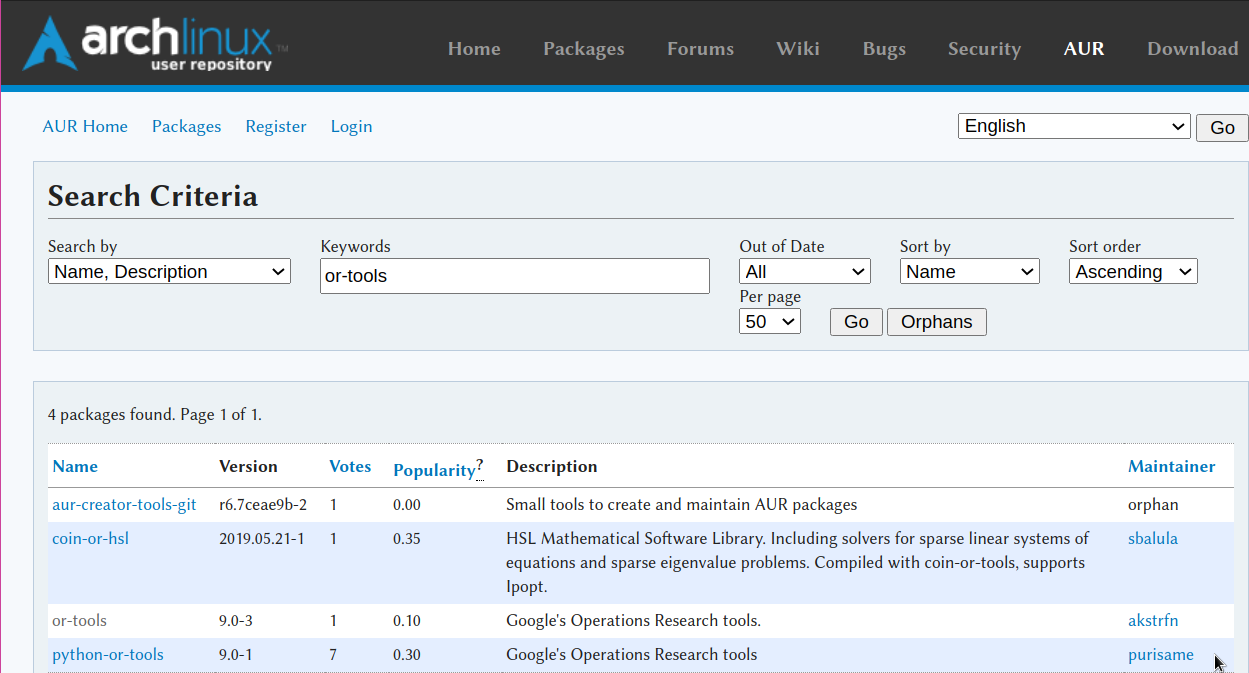 archlinux TM
user repository
Home Packages Forums Wiki Bugs Security AUR Download
AUR Home Packages Register Login English Go
Search Criteria
Search by Keywords Out of Date Sort by Sort order
Name, Description or-tools All Name Ascending
Per page
50 Go Orphans
4 packages found. Page 1 of 1.
Name Version Votes Popularity? Description Maintainer
aur-creator-tools-git r6.7ceae9b-2 1 0.00 Small tools to create and maintain AUR packages orphan
coin-or-hsl 2019.05.21-1 1 0.35 HSL Mathematical Software Library. Including solvers for sparse linear systems of sbalula
equations and sparse eigenvalue problems. Compiled with coin-or-tools, supports
Ipopt.
or-tools 9.0-3 1 0.10 Google's Operations Research tools. akstrfn
python-or-tools 9.0-1 7 0.30 Google's Operations Research tools purisame